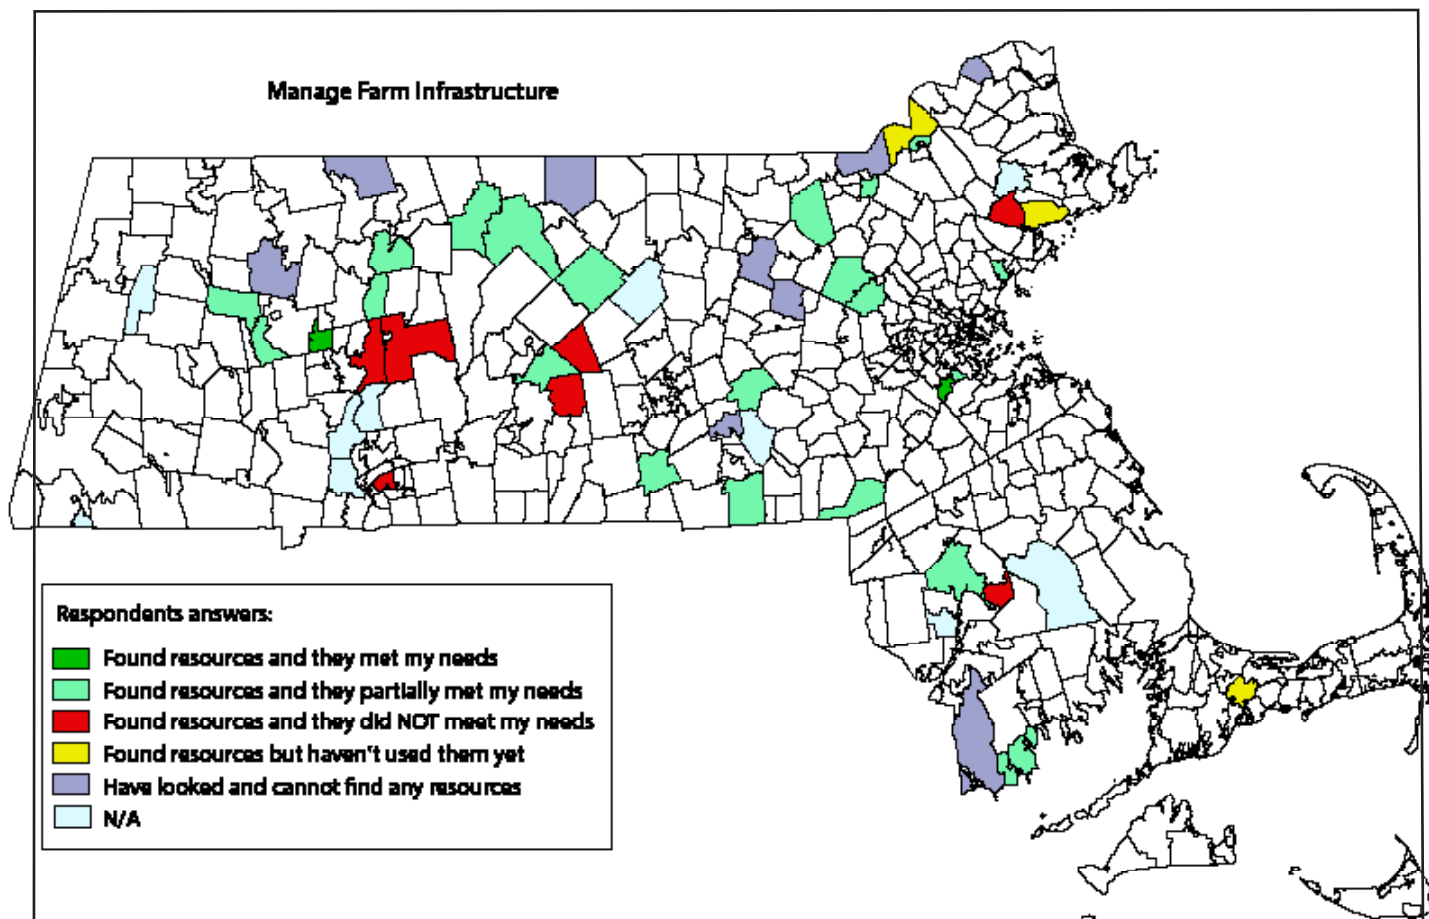 Manage Farm Infrastructure
Respondents answers:
Found resources and they met my needs
Found resources and they partially met my needs
Found resources and they did NOT meet my needs
Found resources but haven't used them yet
Have looked and cannot find any resources
N/A